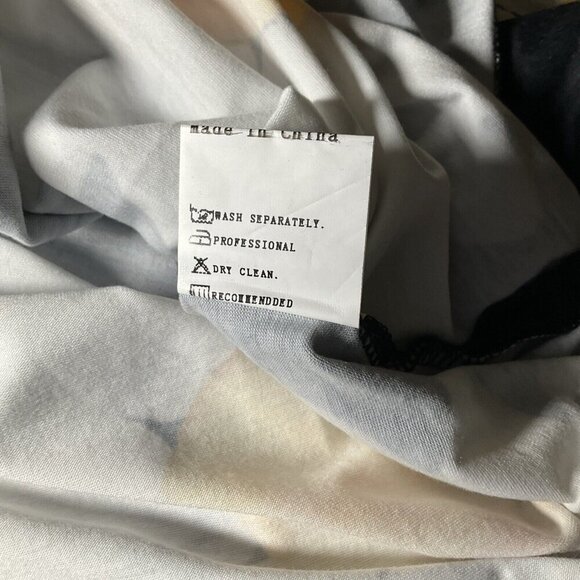 Made in China
WASH SEPARATELY.
PROFESSIONAL
DRY CLEAN.
RECOMMENDDED